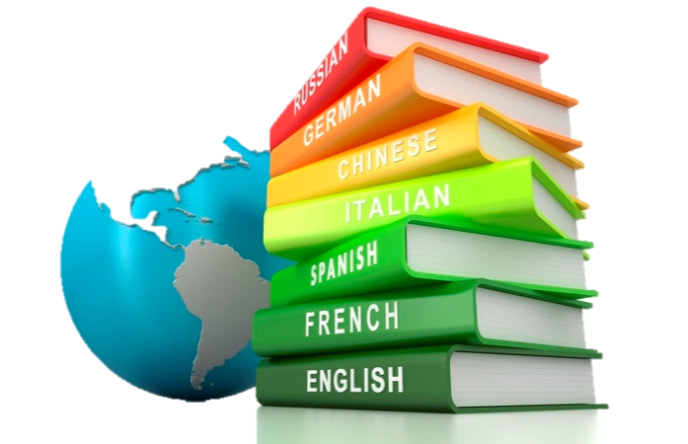 RUSSIAN
GERMAN
CHINESE
ITALIAN
SPANISH
FRENCH
ENGLISH